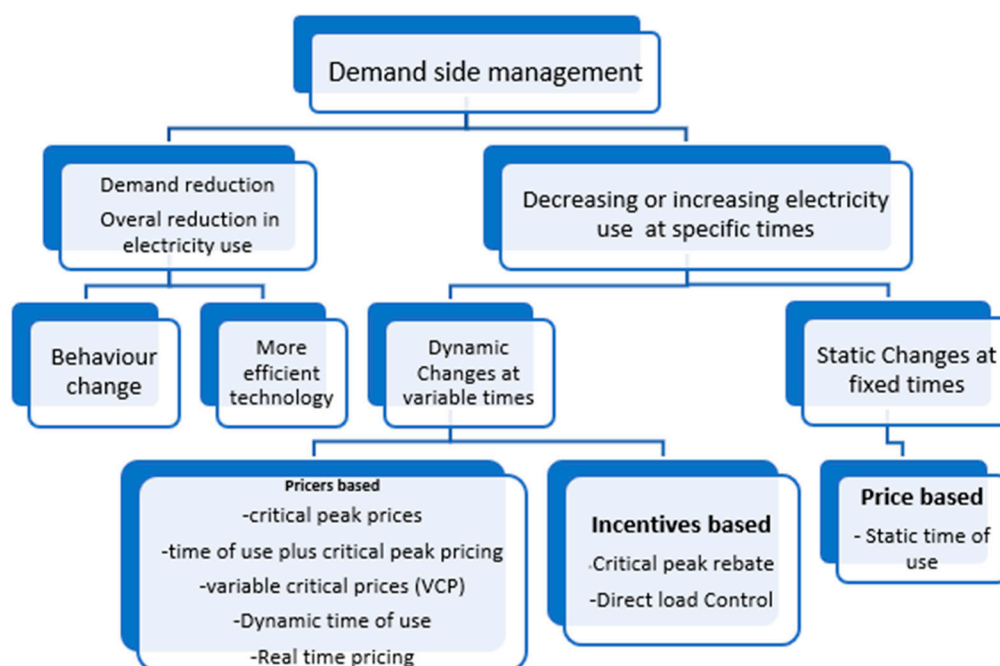 Demand side management
Demand reduction
Overal reduction in
electricity use
Decreasing or increasing electricity
use at specific times
Behaviour
change
More
efficient
technology
Dynamic
Changes at
variable times
Static Changes at
fixed times
Pricers based
-critical peak prices
-time of use plus critical peak pricing
-variable critical prices (VCP)
-Dynamic time of use
-Real time pricing
Incentives based
-Critical peak rebate
-Direct load Control
Price based
- Static time of
use